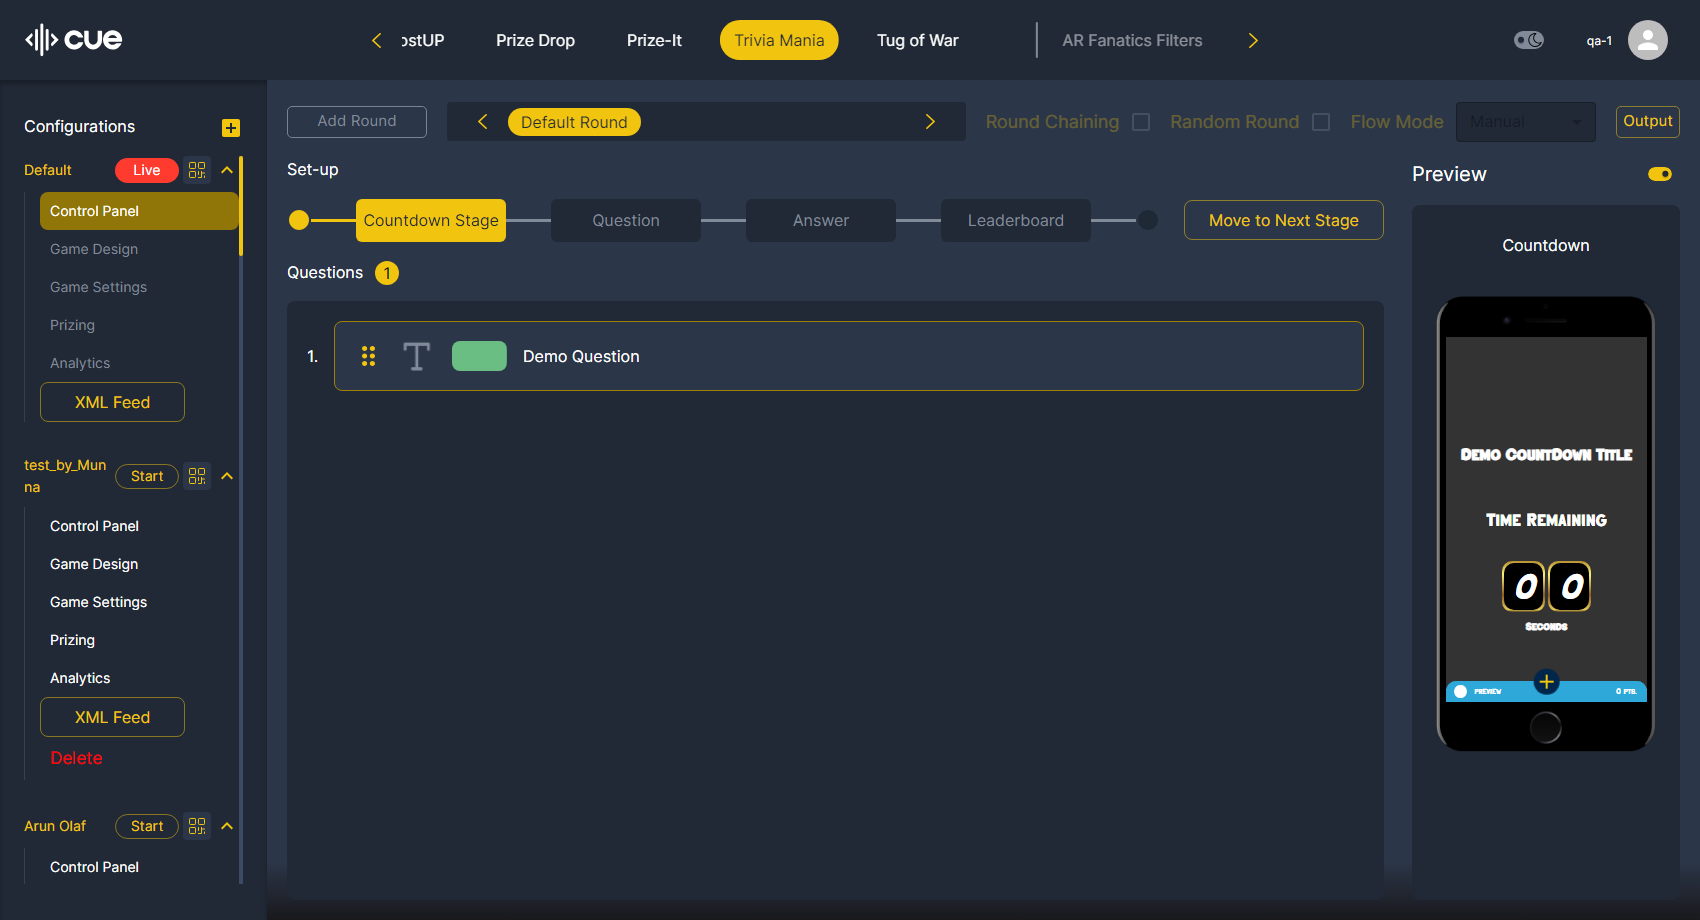 cue
ostUP
Prize Drop
Prize-It
Trivia Mania
Tug of War
AR Fanatics Filters
qa-1
Configurations
Default
Live
Control Panel
Game Design
Game Settings
Prizing
Analytics
XML Feed
test_by_Mun
na
Start
Control Panel
Game Design
Game Settings
Prizing
Analytics
XML Feed
Delete
Arun Olaf
Start
Control Panel
Add Round
Default Round
Round Chaining
Random Round
Flow Mode
Manual
Output
Set-up
Countdown Stage
Question
Answer
Leaderboard
Move to Next Stage
Questions 1
1.
T
Demo Question
Preview
Countdown
Demo CountDown Title
Time Remaining
0 0
Seconds
PREVIEW
0 PTS.